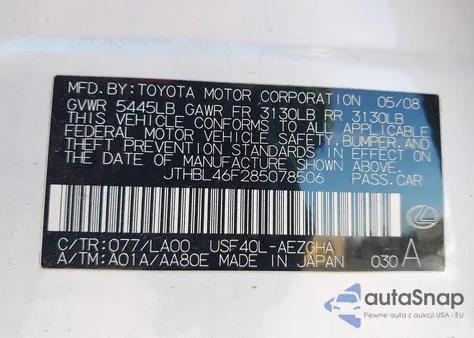 MFD. BY: TOYOTA MOTOR CORPORATION 05/08
GVWR 5445LB GAWR FR 3130LB RR 3130LB
THIS VEHICLE CONFORMS TO ALL APPLICABLE
FEDERAL MOTOR VEHICLE SAFETY, BUMPER, AND
THEFT PREVENTION STANDARDS IN EFFECT ON
THE DATE OF MANUFACTURE SHOWN ABOVE.
JTHBL46F285078506 PASS. CAR
C/TR: 077/LA00 USF40L-AEZGHA
A/TM: A01A/AA80E MADE IN JAPAN 030 A
autoSnap
Pewne auta z aukcji USA i EU